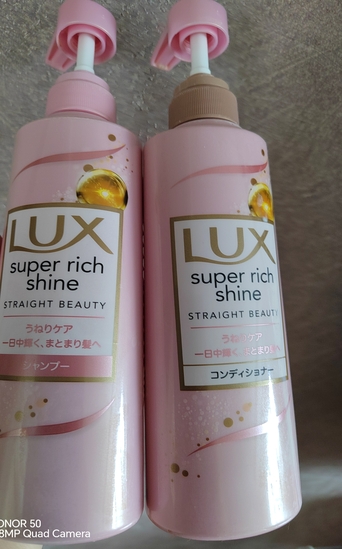 LUX
super rich
shine
STRAIGHT BEAUTY
うねりケア
一日中輝く、まとまり髪へ
シャンプー
LUX
super rich
shine
STRAIGHT BEAUTY
うねりケア
一日中輝く、まとまり髪へ
コンディショナー
ONOR 50
8MP Quad Camera